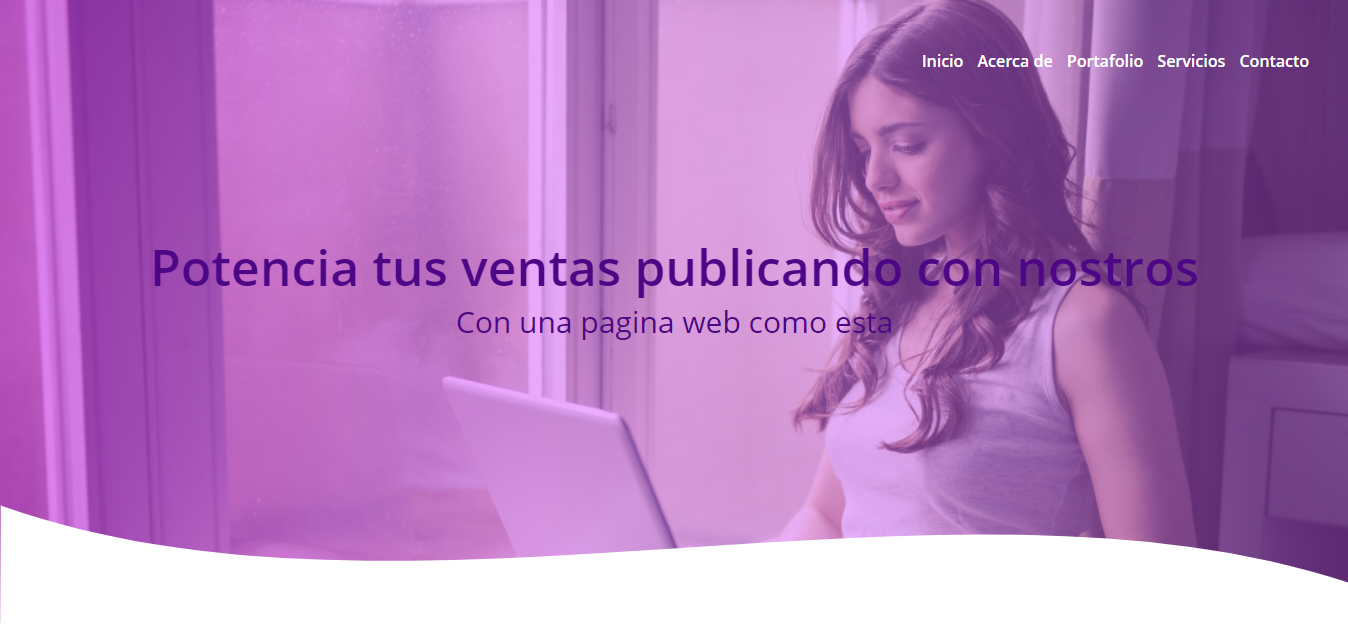 Inicio Acerca de Portafolio Servicios Contacto
Potencia tus ventas publicando con nostros
Con una pagina web como esta